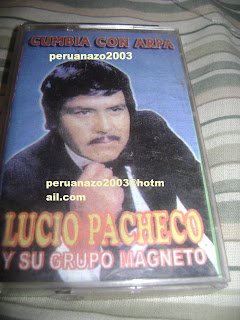 CUMBIA CON ARPA
peruanazo2003
peruanazo2003@hotm
ail.com
LUCIO PACHECO
Y SU GRUPO MAGNETO